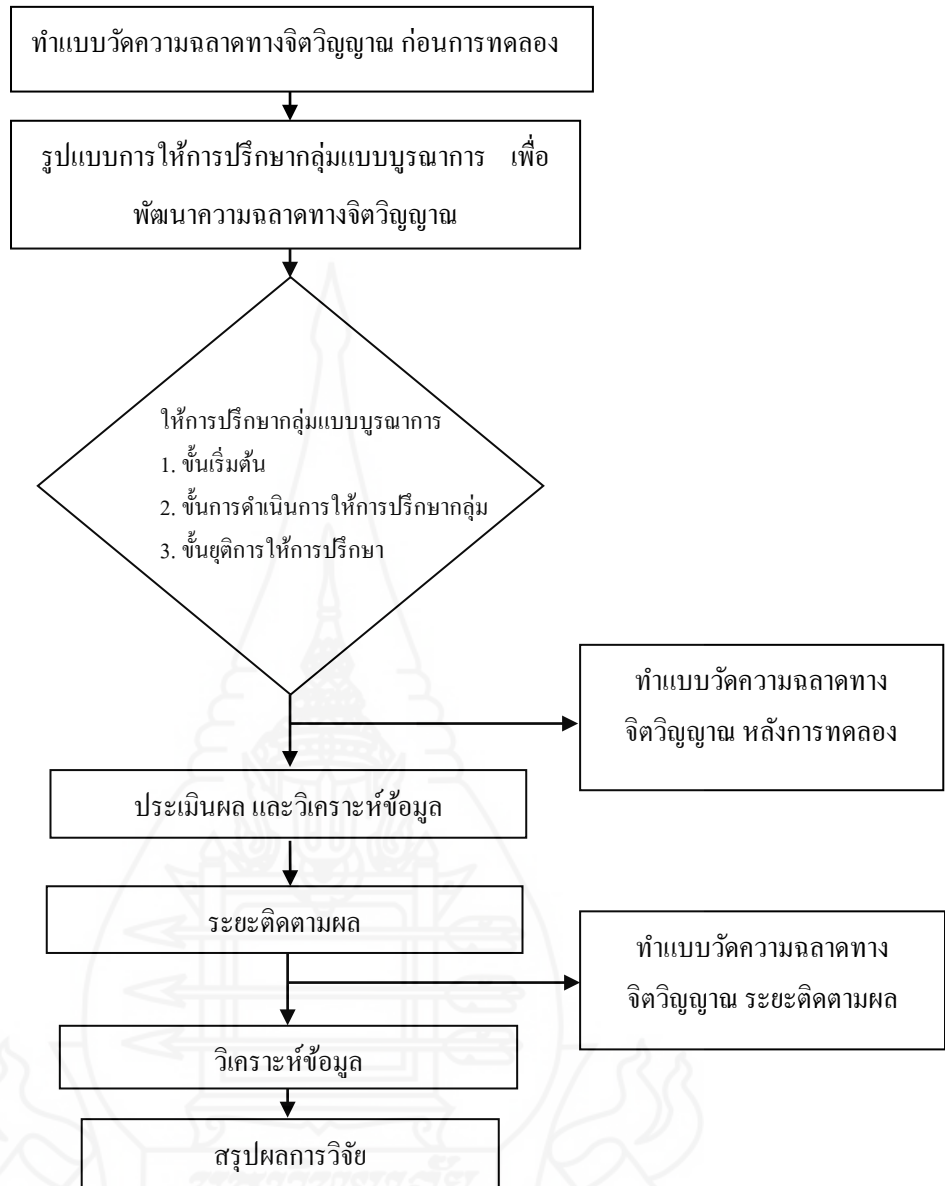 ทำแบบวัดความฉลาดทางจิตวิญญาณ ก่อนการทดลอง
รูปแบบการให้การปรึกษากลุ่มแบบบูรณาการ เพื่อ
พัฒนาความฉลาดทางจิตวิญญาณ
ให้การปรึกษากลุ่มแบบบูรณาการ
1. ขั้นเริ่มต้น
2. ขั้นการดำเนินการให้การปรึกษากลุ่ม
3. ขั้นยุติการให้การปรึกษา
ทำแบบวัดความฉลาดทาง
จิตวิญญาณ หลังการทดลอง
ประเมินผล และวิเคราะห์ข้อมูล
ระยะติดตามผล
ทำแบบวัดความฉลาดทาง
จิตวิญญาณ ระยะติดตามผล
วิเคราะห์ข้อมูล
สรุปผลการวิจัย